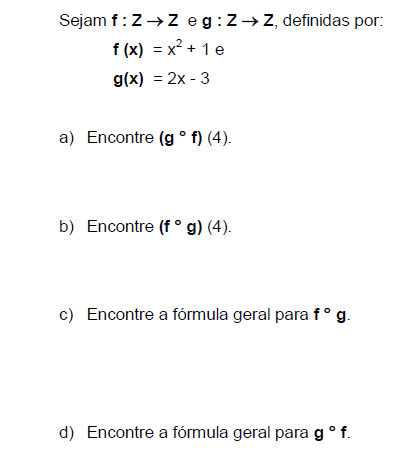 Sejam f : Z → Z e g : Z → Z, definidas por:
f (x) = x² + 1 e
g(x) = 2x - 3
a) Encontre (g ° f) (4).
b) Encontre (f ° g) (4).
c) Encontre a fórmula geral para f ° g.
d) Encontre a fórmula geral para g ° f.